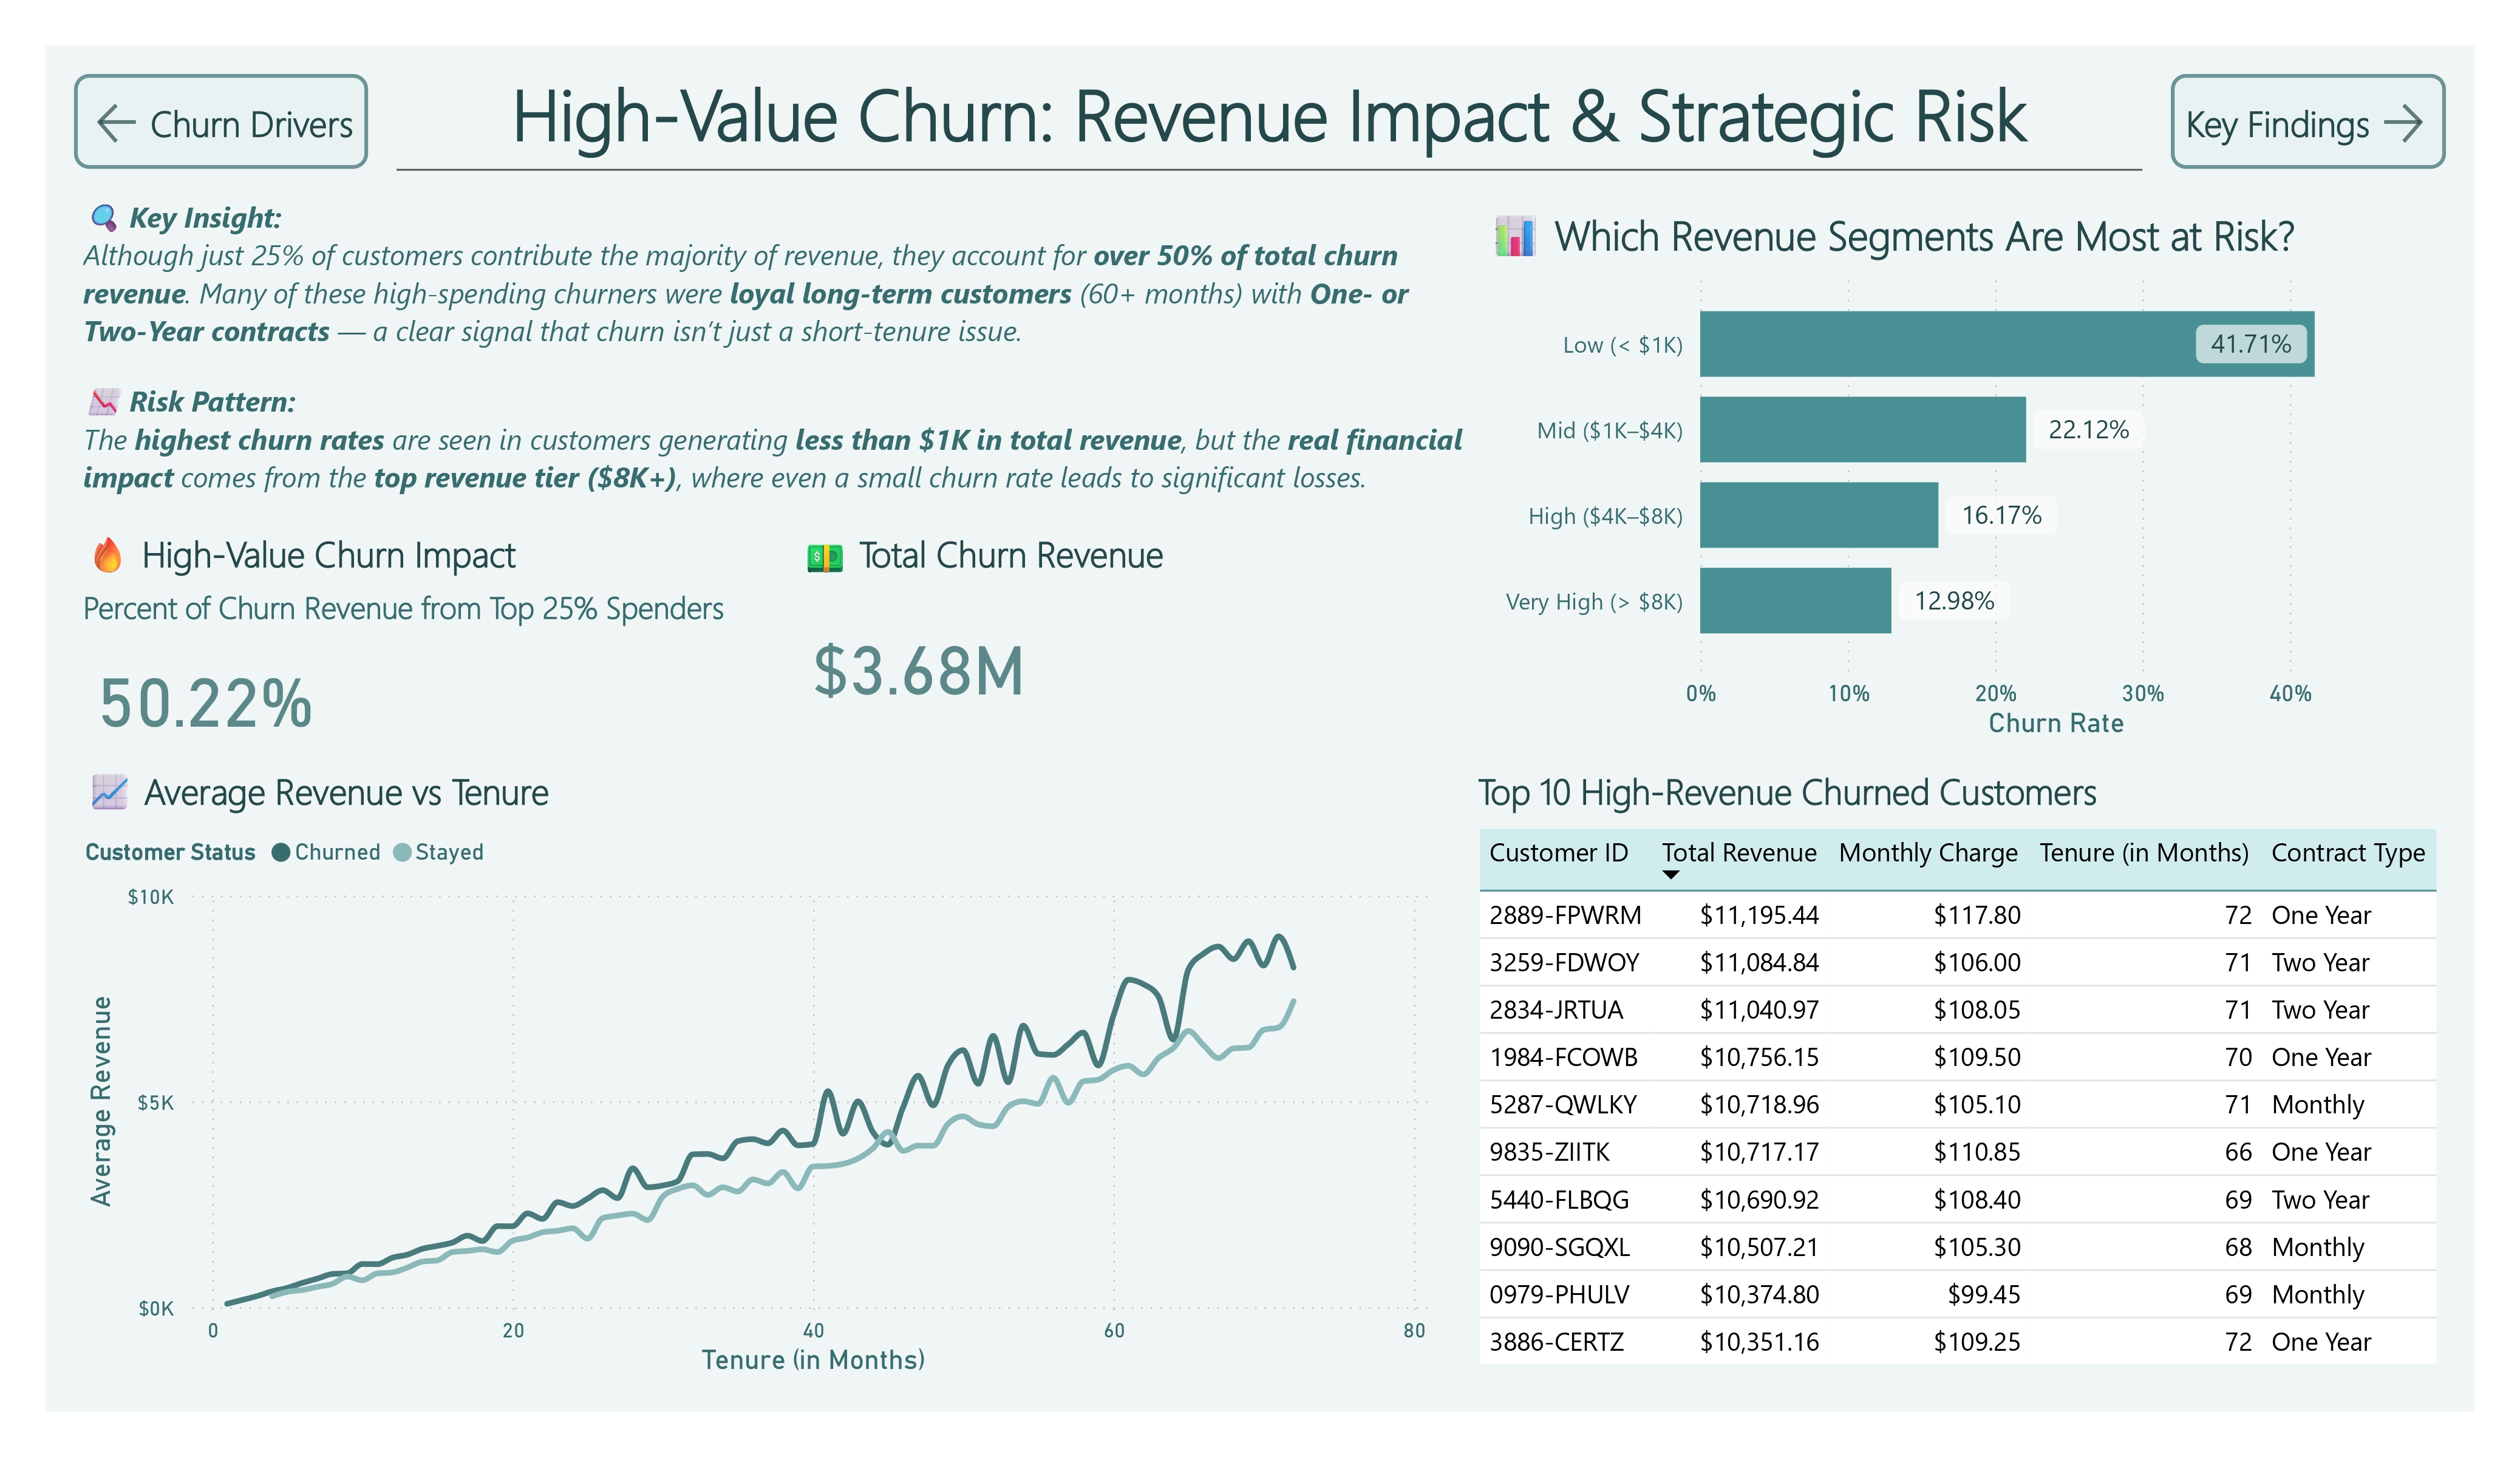 Churn Drivers
High-Value Churn: Revenue Impact & Strategic Risk
Key Findings
Key Insight:
Although just 25% of customers contribute the majority of revenue, they account for over 50% of total churn
revenue. Many of these high-spending churners were loyal long-term customers (60+ months) with One- or
Two-Year contracts — a clear signal that churn isn't just a short-tenure issue.
Risk Pattern:
The highest churn rates are seen in customers generating less than $1K in total revenue, but the real financial
impact comes from the top revenue tier ($8K+), where even a small churn rate leads to significant losses.
High-Value Churn Impact
Percent of Churn Revenue from Top 25% Spenders
50.22%
Total Churn Revenue
$3.68M
Which Revenue Segments Are Most at Risk?
Low (< $1K) 41.71%
Mid ($1K–$4K) 22.12%
High ($4K–$8K) 16.17%
Very High (> $8K) 12.98%
0% 10% 20% 30% 40%
Churn Rate
Average Revenue vs Tenure
Customer Status Churned Stayed
Average Revenue
$10K
$5K
$0K
0 20 40 60 80
Tenure (in Months)
Top 10 High-Revenue Churned Customers
Customer ID Total Revenue Monthly Charge Tenure (in Months) Contract Type
2889-FPWRM $11,195.44 $117.80 72 One Year
3259-FDWOY $11,084.84 $106.00 71 Two Year
2834-JRTUA $11,040.97 $108.05 71 Two Year
1984-FCOWB $10,756.15 $109.50 70 One Year
5287-QWLKY $10,718.96 $105.10 71 Monthly
9835-ZIITK $10,717.17 $110.85 66 One Year
5440-FLBQG $10,690.92 $108.40 69 Two Year
9090-SGQXL $10,507.21 $105.30 68 Monthly
0979-PHULV $10,374.80 $99.45 69 Monthly
3886-CERTZ $10,351.16 $109.25 72 One Year